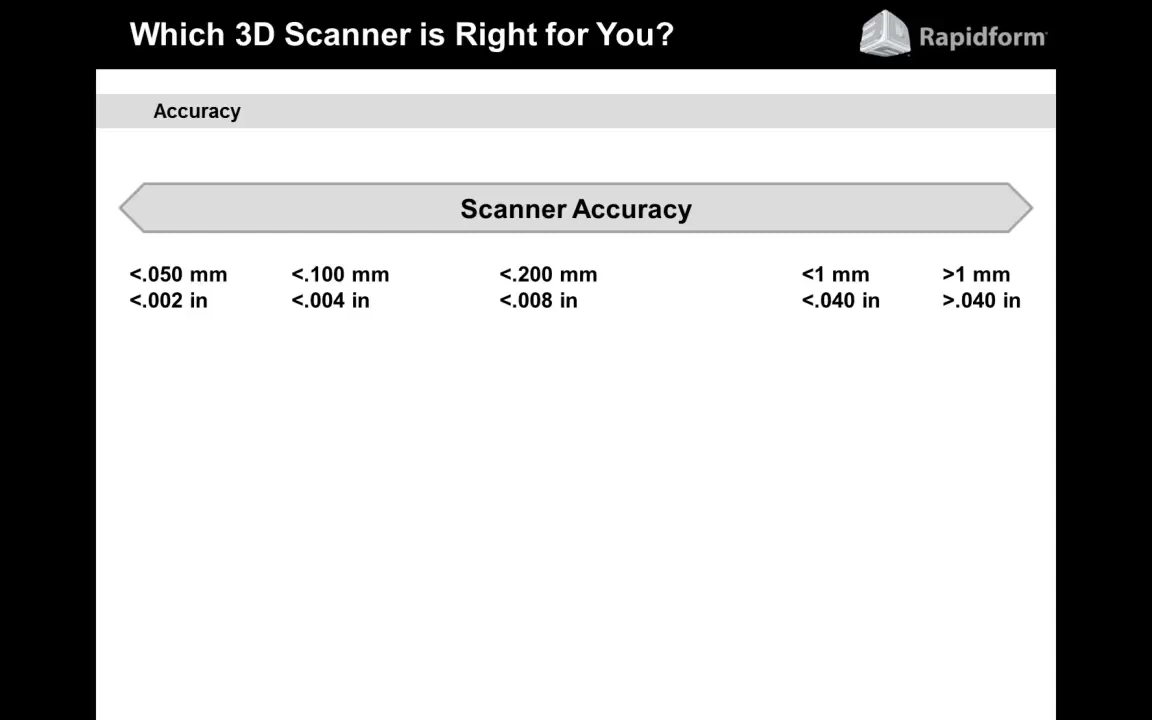 Which 3D Scanner is Right for You?
Rapidform
Accuracy
Scanner Accuracy
<.050 mm <.100 mm <.200 mm <1 mm >1 mm
<.002 in <.004 in <.008 in <.040 in >.040 in